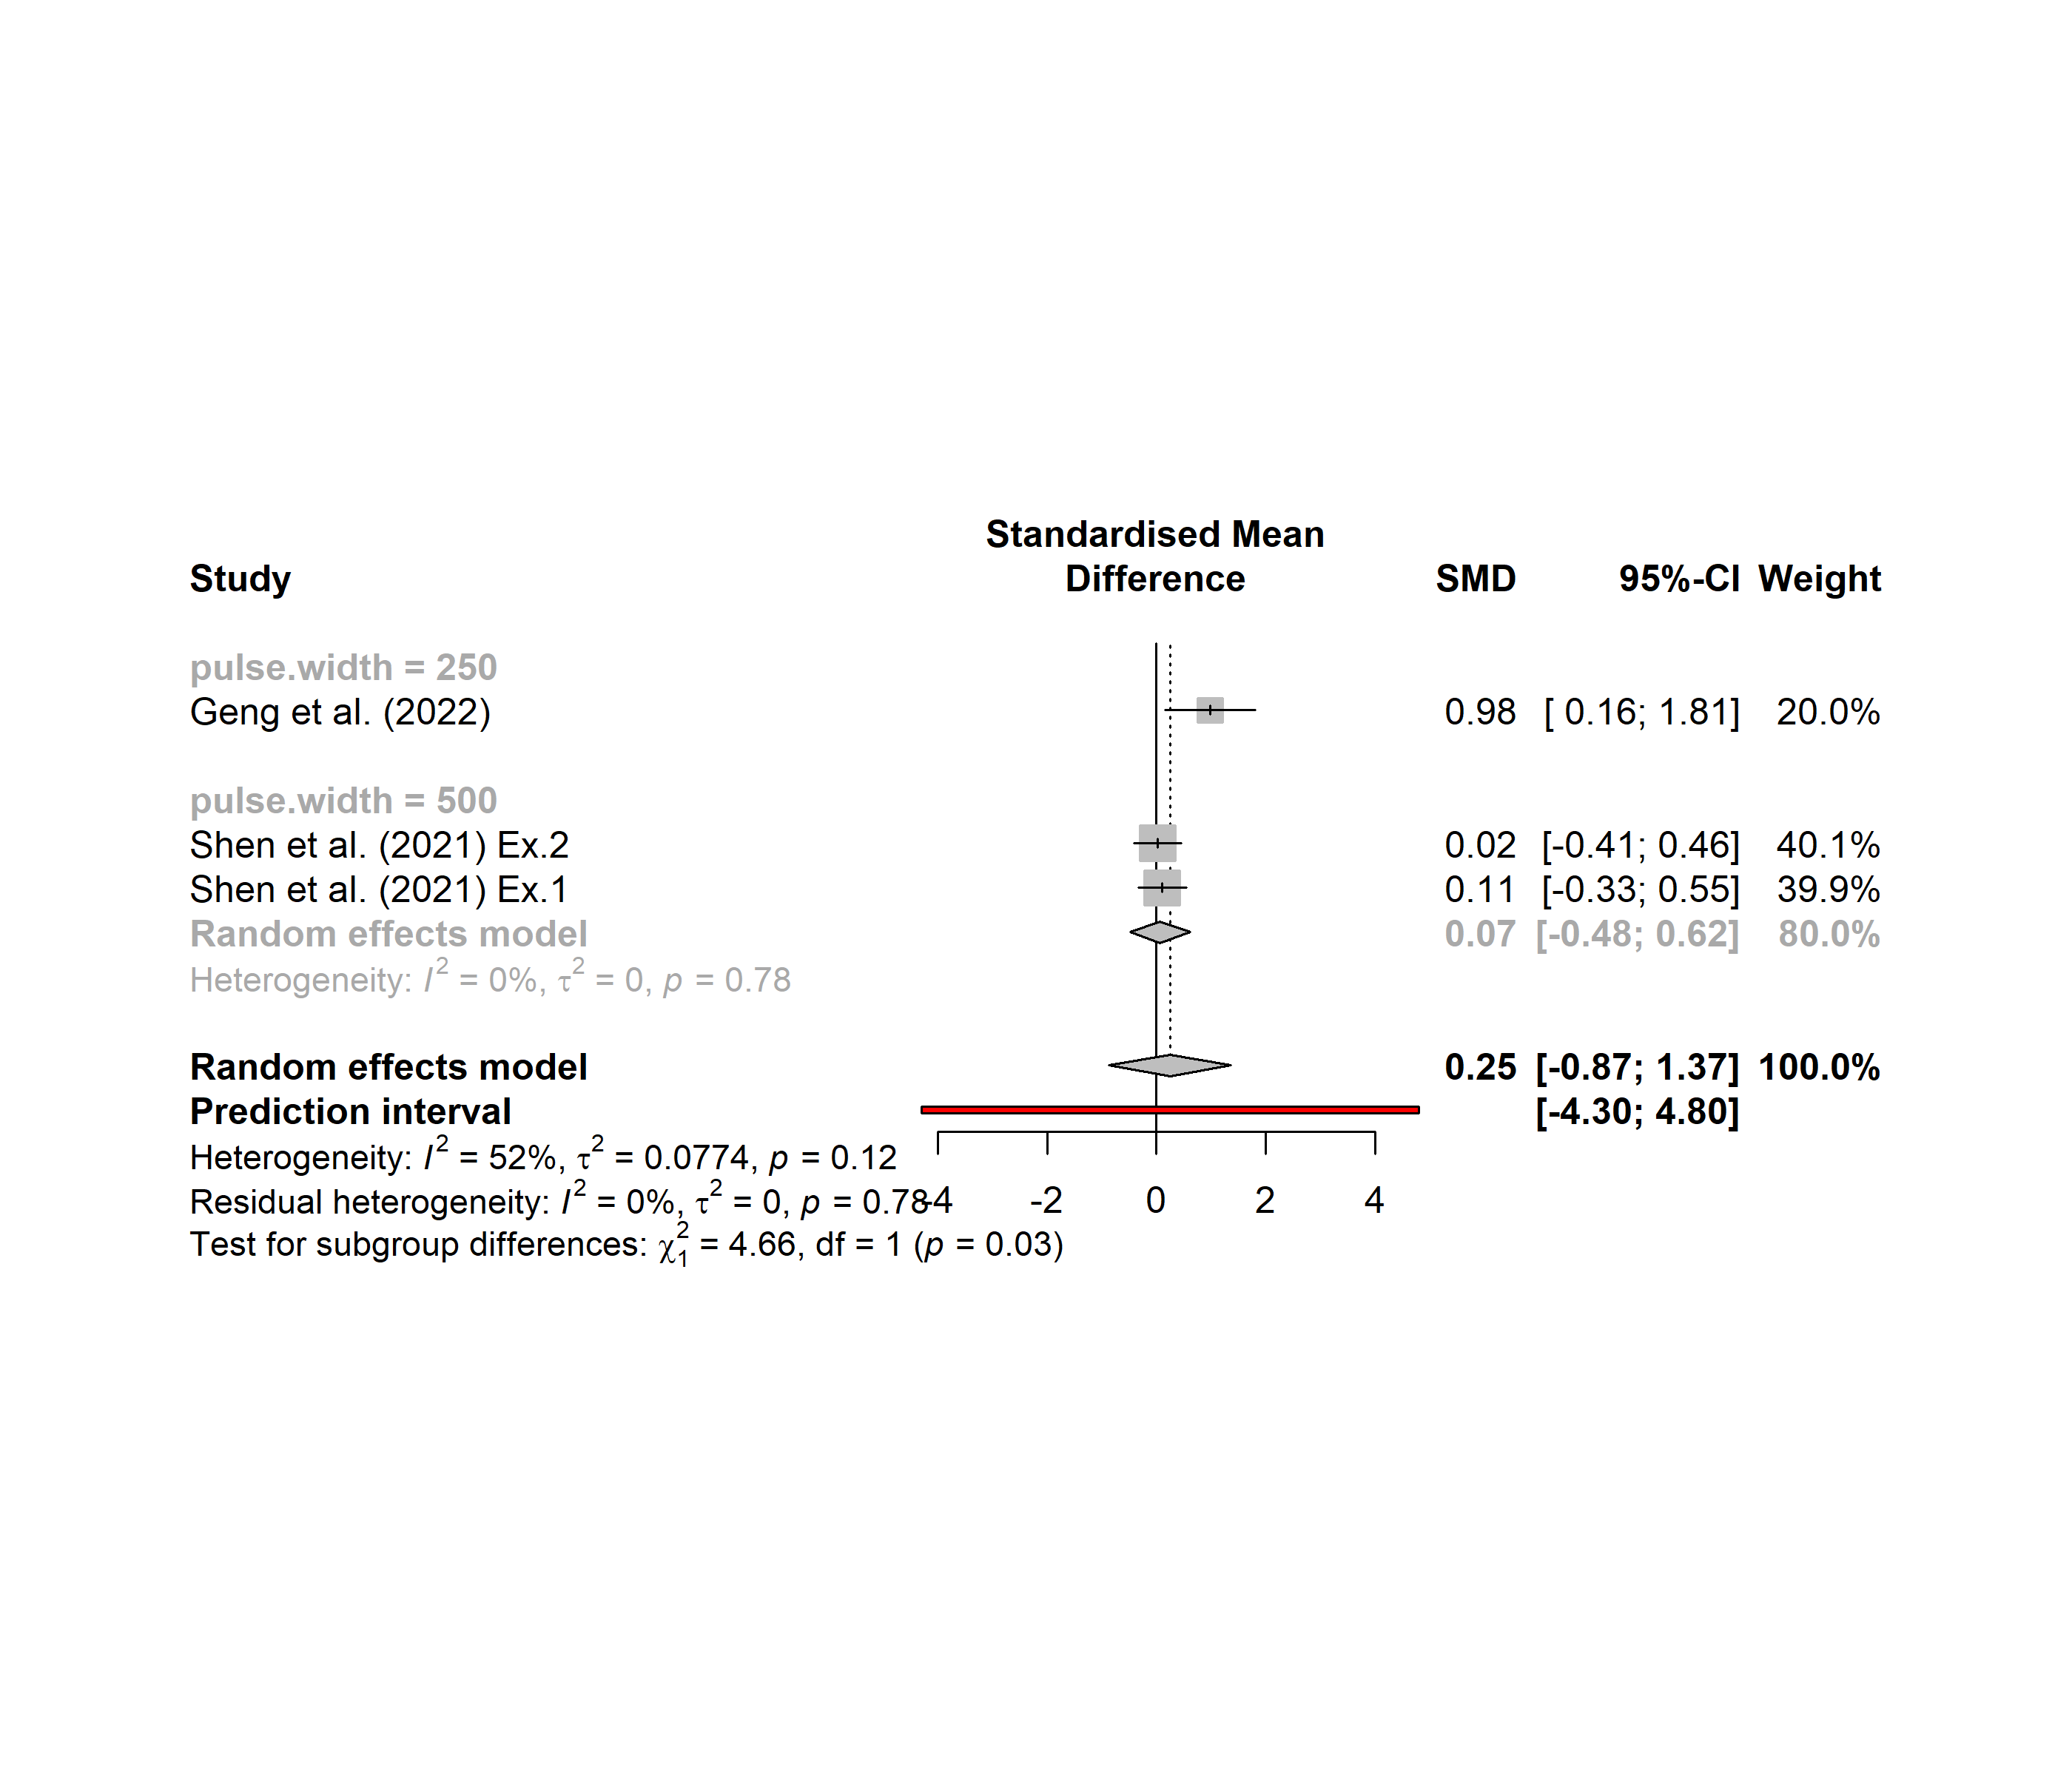 Standardised Mean
Study Difference SMD 95%-CI Weight
pulse.width = 250
Geng et al. (2022) 0.98 [ 0.16; 1.81] 20.0%
pulse.width = 500
Shen et al. (2021) Ex.2 0.02 [-0.41; 0.46] 40.1%
Shen et al. (2021) Ex.1 0.11 [-0.33; 0.55] 39.9%
Random effects model 0.07 [-0.48; 0.62] 80.0%
Heterogeneity: I² = 0%, τ² = 0, p = 0.78
Random effects model 0.25 [-0.87; 1.37] 100.0%
Prediction interval [-4.30; 4.80]
Heterogeneity: I² = 52%, τ² = 0.0774, p = 0.12
Residual heterogeneity: I² = 0%, τ² = 0, p = 0.78 -4 -2 0 2 4
Test for subgroup differences: χ₁² = 4.66, df = 1 (p = 0.03)